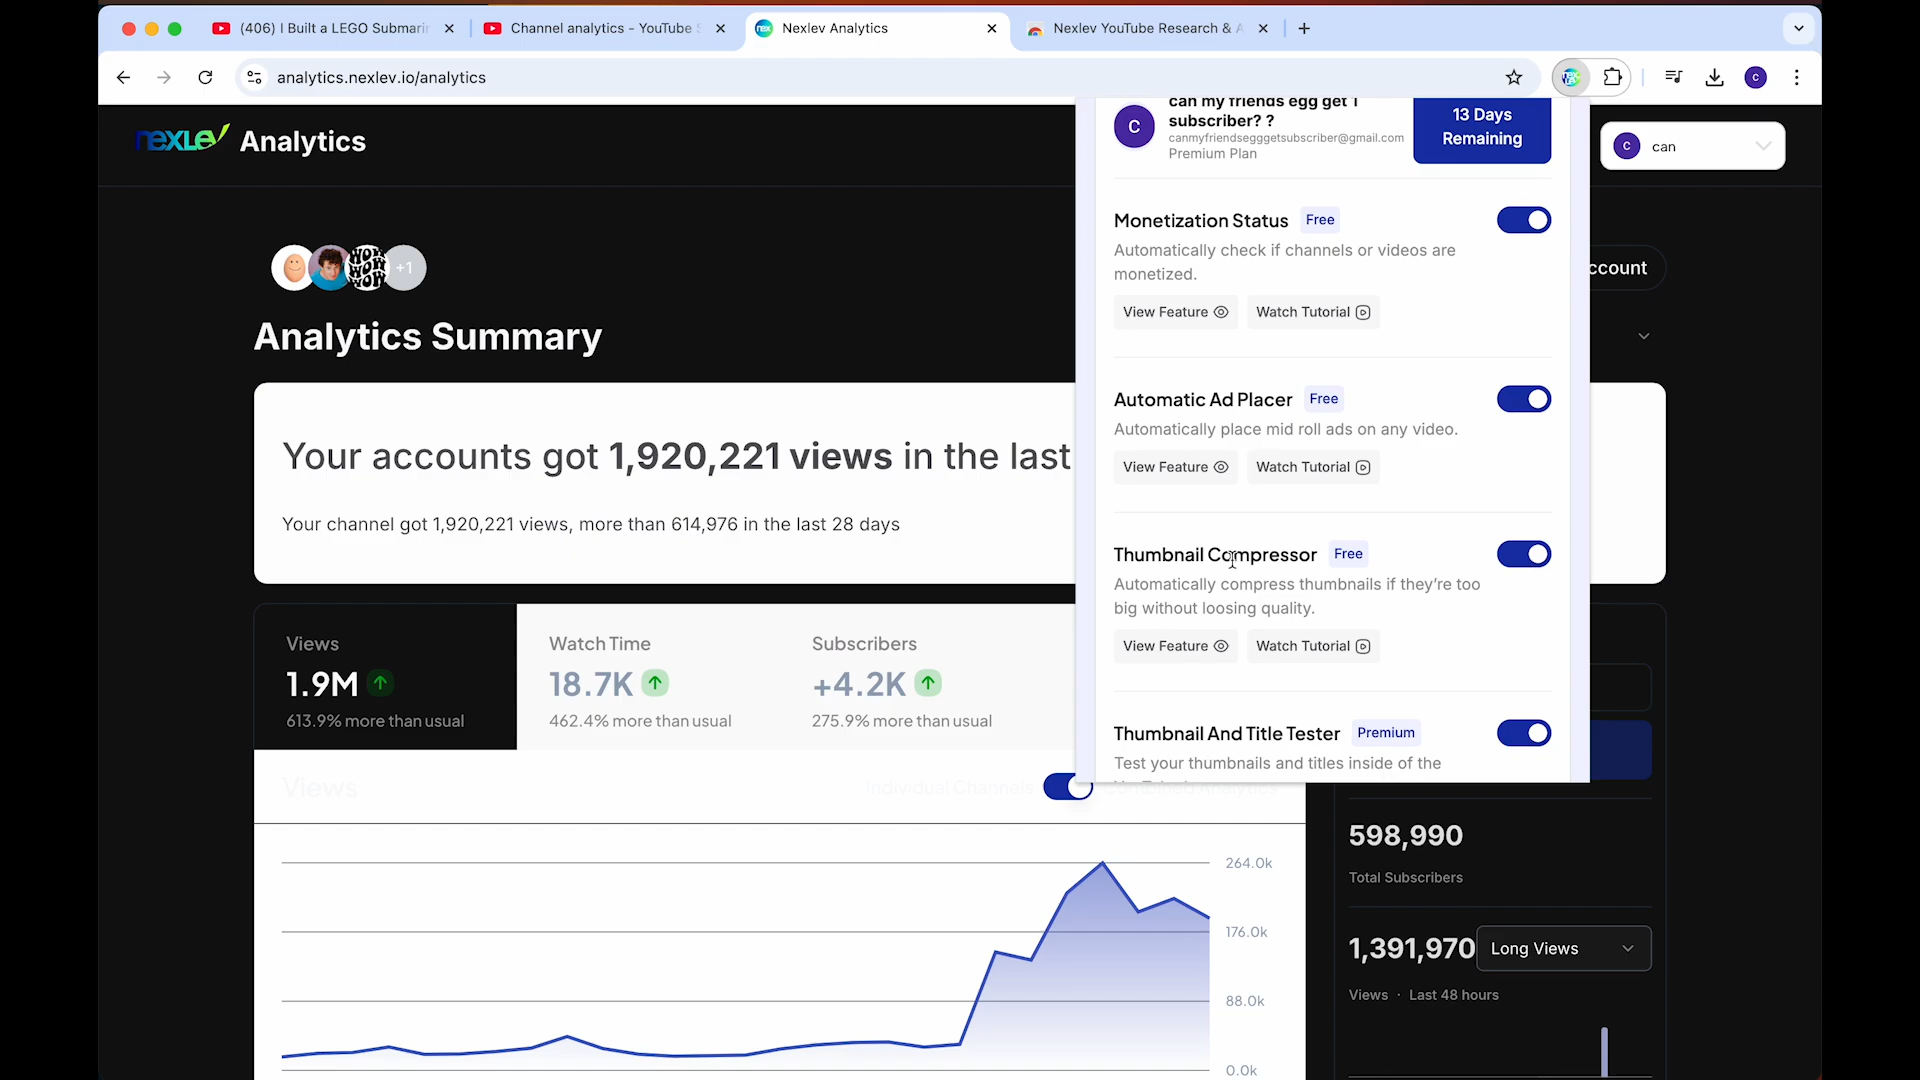 (406) I Built a LEGO Submari
Channel analytics - YouTube S
Nexlev Analytics
Nexlev YouTube Research & A
analytics.nexlev.io/analytics
C
nexlev Analytics
can my friends egg get 1
subscriber? ?
canmyfriendsegggetsubscriber@gmail.com
Premium Plan
C
13 Days
Remaining
C can
Monetization Status Free
Automatically check if channels or videos are
monetized.
View Feature Watch Tutorial
WOW
WOW
WOW
+1
ccount
Analytics Summary
Automatic Ad Placer Free
Automatically place mid roll ads on any video.
View Feature Watch Tutorial
Your accounts got 1,920,221 views in the last
Your channel got 1,920,221 views, more than 614,976 in the last 28 days
Thumbnail Compressor Free
Automatically compress thumbnails if they're too
big without loosing quality.
View Feature Watch Tutorial
Thumbnail And Title Tester Premium
Test your thumbnails and titles inside of the
Views
1.9M
613.9% more than usual
Watch Time
18.7K
462.4% more than usual
Subscribers
+4.2K
275.9% more than usual
Views
Individual Channels Combined Analytics
264.0k
176.0k
88.0k
0.0k
598,990
Total Subscribers
1,391,970 Long Views
Views · Last 48 hours